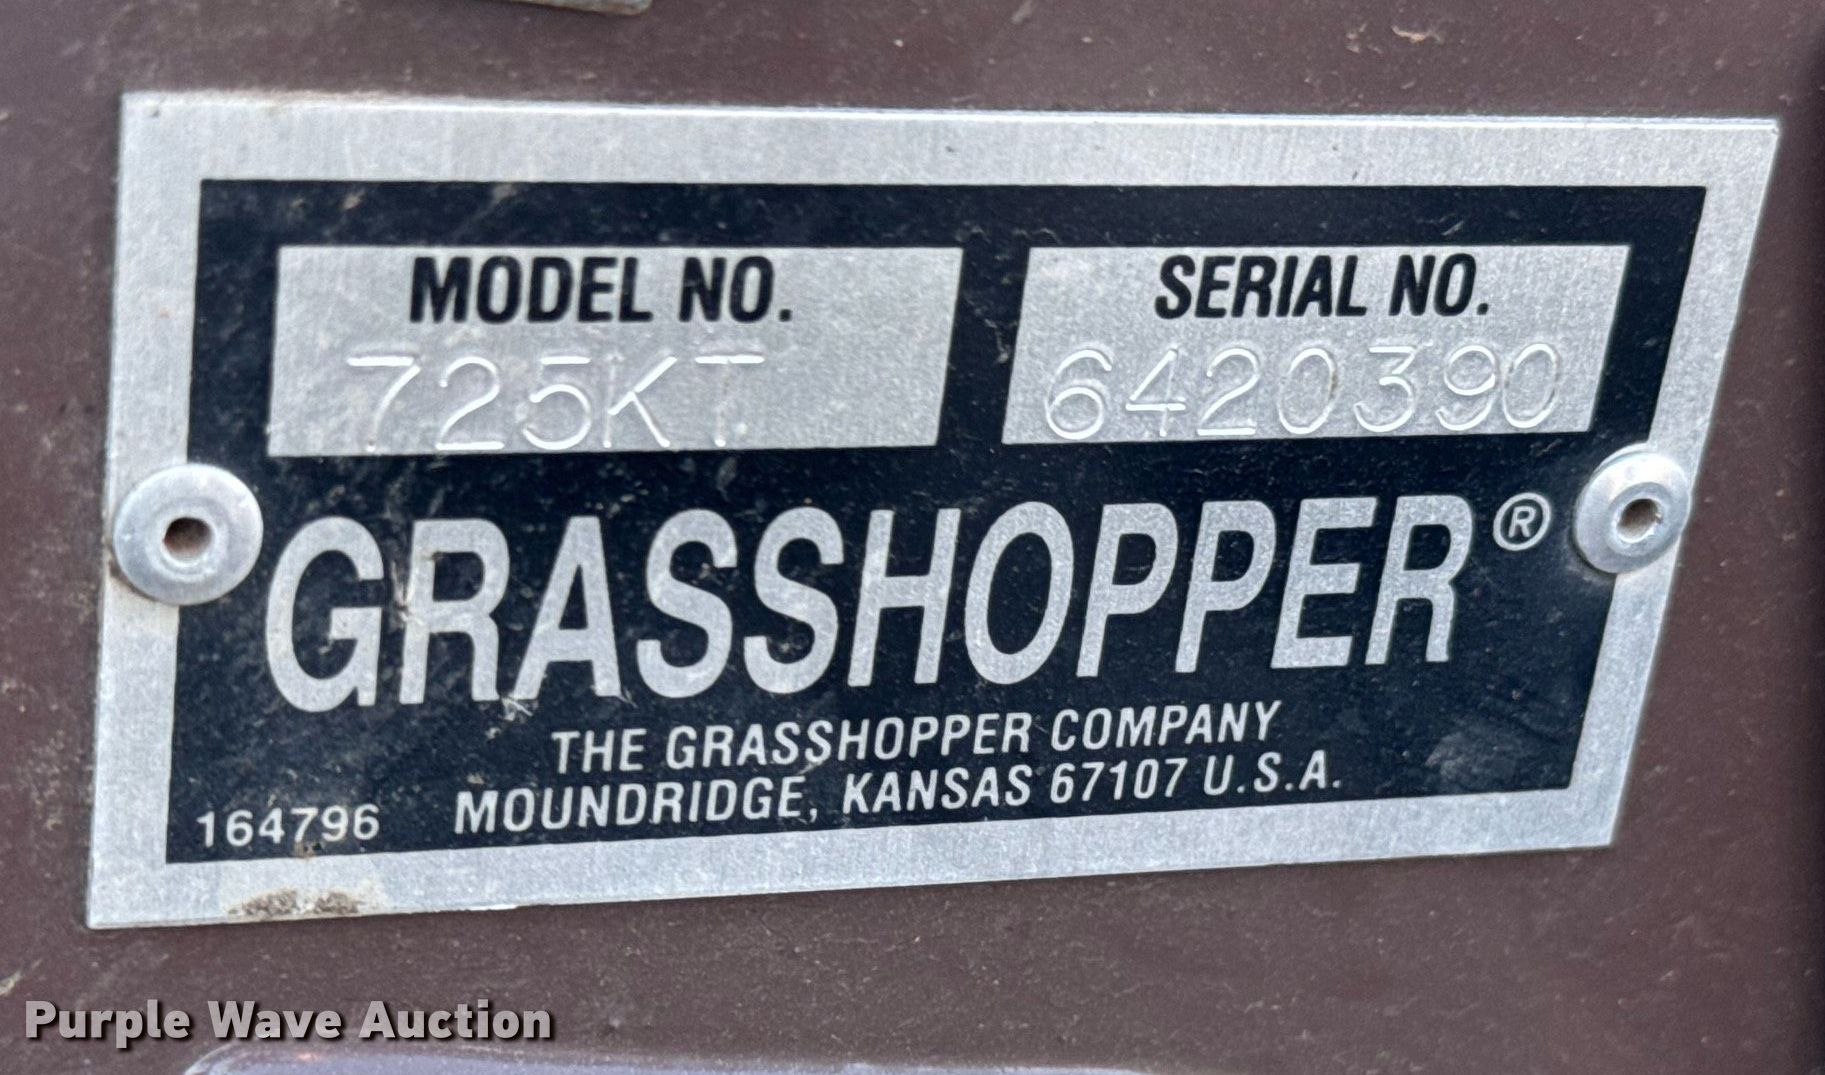 MODEL NO.
725KT
SERIAL NO.
6420390
GRASSHOPPER®
THE GRASSHOPPER COMPANY
MOUNDRIDGE, KANSAS 67107 U.S.A.
164796
Purple Wave Auction